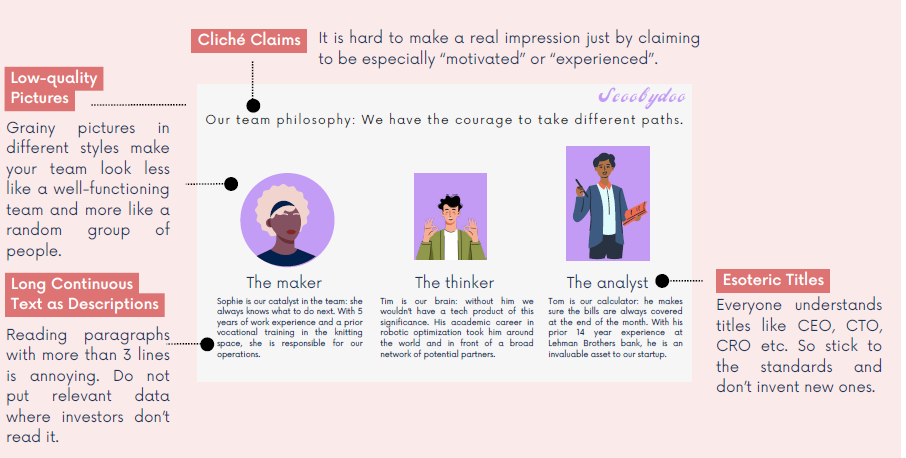 Cliché Claims
It is hard to make a real impression just by claiming
to be especially “motivated” or “experienced”.
Low-quality
Pictures
Grainy pictures in
different styles make
your team look less
like a well-functioning
team and more like a
random group of
people.
Scoobydoo
Our team philosophy: We have the courage to take different paths.
The maker
Sophie is our catalyst in the team: she
always knows what to do next. With 5
years of work experience and a prior
vocational training in the knitting
space, she is responsible for our
operations.
The thinker
Tim is our brain: without him we
wouldn't have a tech product of this
significance. His academic career in
robotic optimization took him around
the world and in front of a broad
network of potential partners.
The analyst
Tom is our calculator: he makes
sure the bills are always covered
at the end of the month. With his
prior 14 year experience at
Lehman Brothers bank, he is an
invaluable asset to our startup.
Long Continuous
Text as Descriptions
Reading paragraphs
with more than 3 lines
is annoying. Do not
put relevant data
where investors don't
read it.
Esoteric Titles
Everyone understands
titles like CEO, CTO,
CRO etc. So stick to
the standards and
don't invent new ones.